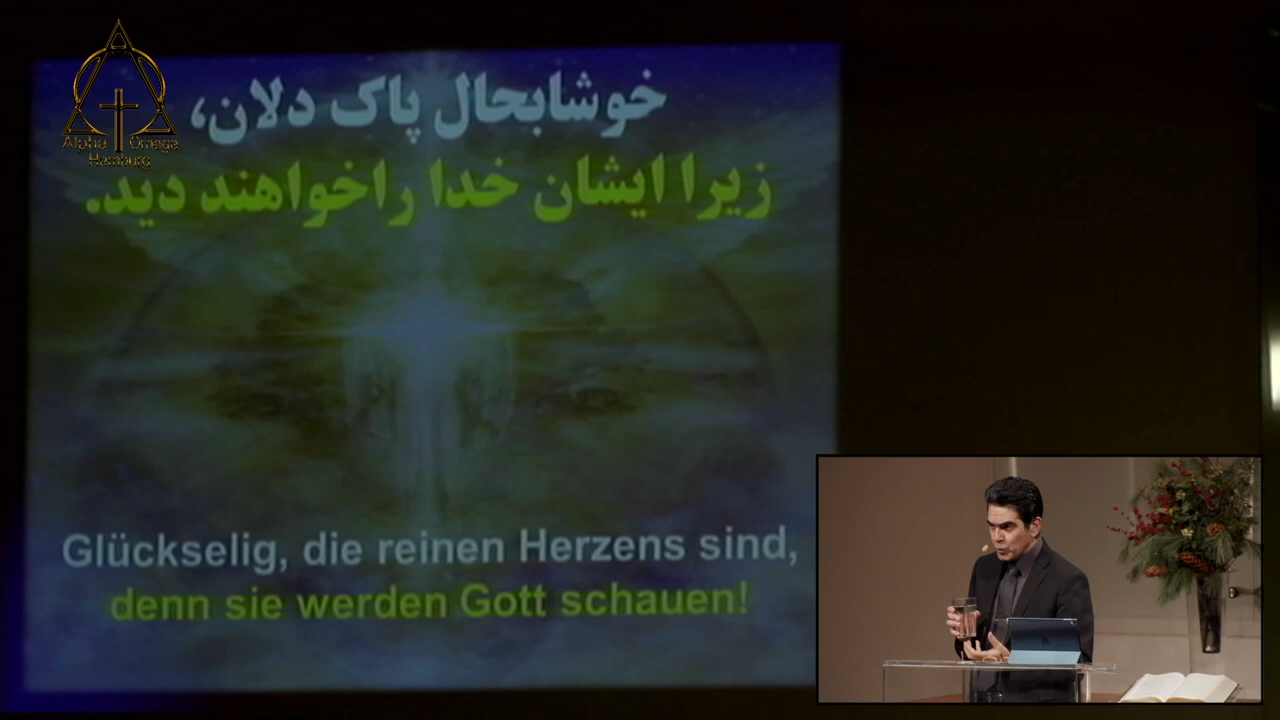 Alpha Omega
Hamburg
خوشابحال پاک دلان،
زیرا ایشان خدا راخواهند دید.
Glückselig, die reinen Herzens sind,
denn sie werden Gott schauen!